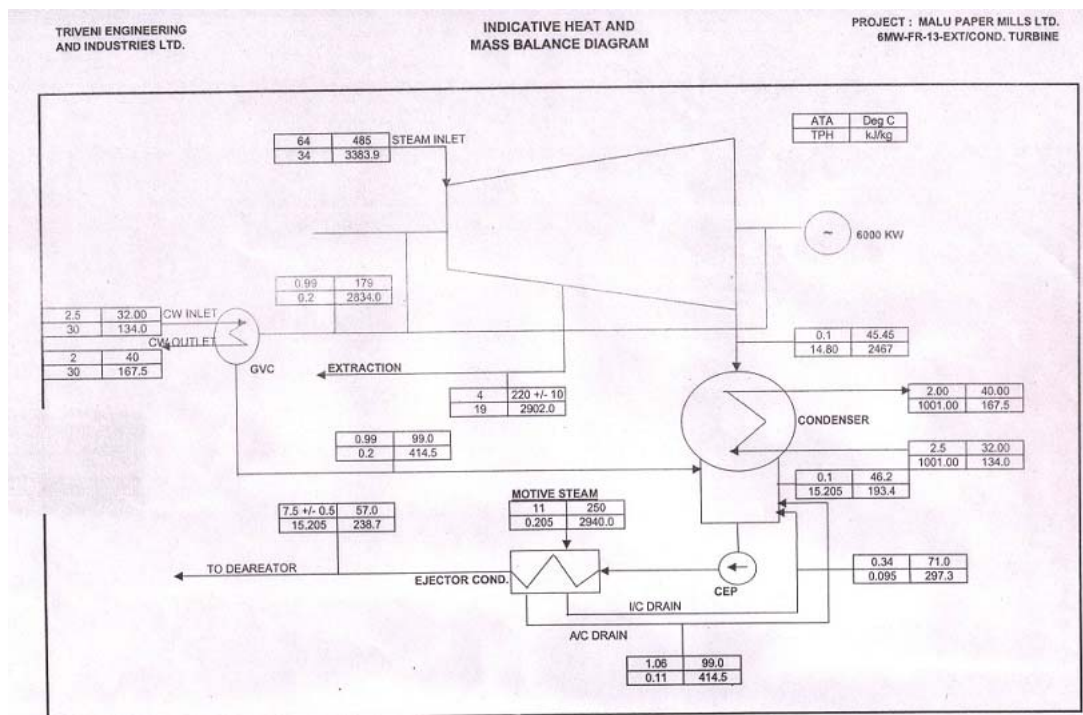 TRIVENI ENGINEERING
AND INDUSTRIES LTD.
INDICATIVE HEAT AND
MASS BALANCE DIAGRAM
PROJECT : MALU PAPER MILLS LTD.
6MW-FR-13-EXT/COND. TURBINE
ATA Deg C
TPH kJ/kg
64 485 STEAM INLET
34 3383.9
~ 6000 KW
0.99 179
0.2 2834.0
2.5 32.00 CW INLET
30 134.0
CW OUTLET
2 40
30 167.5
GVC
EXTRACTION
4 220 +/- 10
19 2902.0
0.1 45.45
14.80 2467
CONDENSER
2.00 40.00
1001.00 167.5
2.5 32.00
1001.00 134.0
0.1 46.2
15.205 193.4
0.99 99.0
0.2 414.5
MOTIVE STEAM
11 250
0.205 2940.0
7.5 +/- 0.5 57.0
15.205 238.7
TO DEAREATOR
EJECTOR COND.
CEP
0.34 71.0
0.095 297.3
I/C DRAIN
A/C DRAIN
1.06 99.0
0.11 414.5